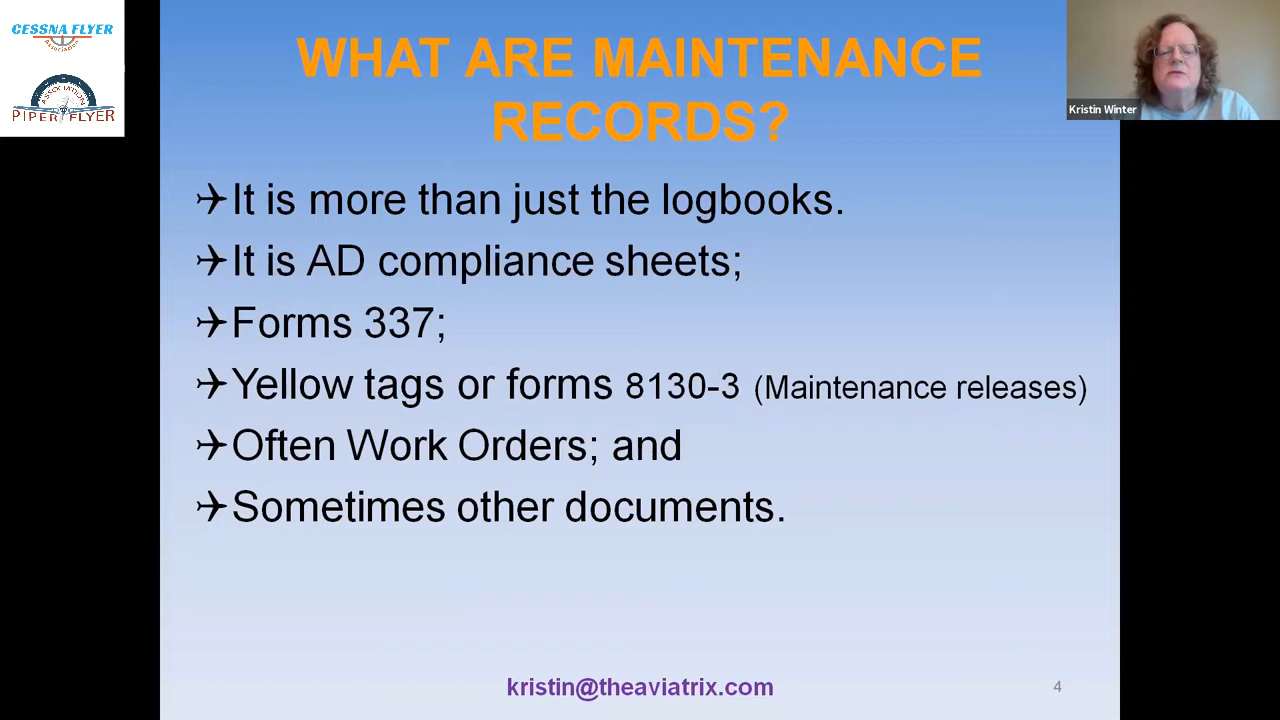 CESSNA FLYER
Association
ASSOCIATION
PIPER FLYER
WHAT ARE MAINTENANCE
RECORDS?
Kristin Winter
It is more than just the logbooks.
It is AD compliance sheets;
Forms 337;
Yellow tags or forms 8130-3 (Maintenance releases)
Often Work Orders; and
Sometimes other documents.
kristin@theaviatrix.com
4